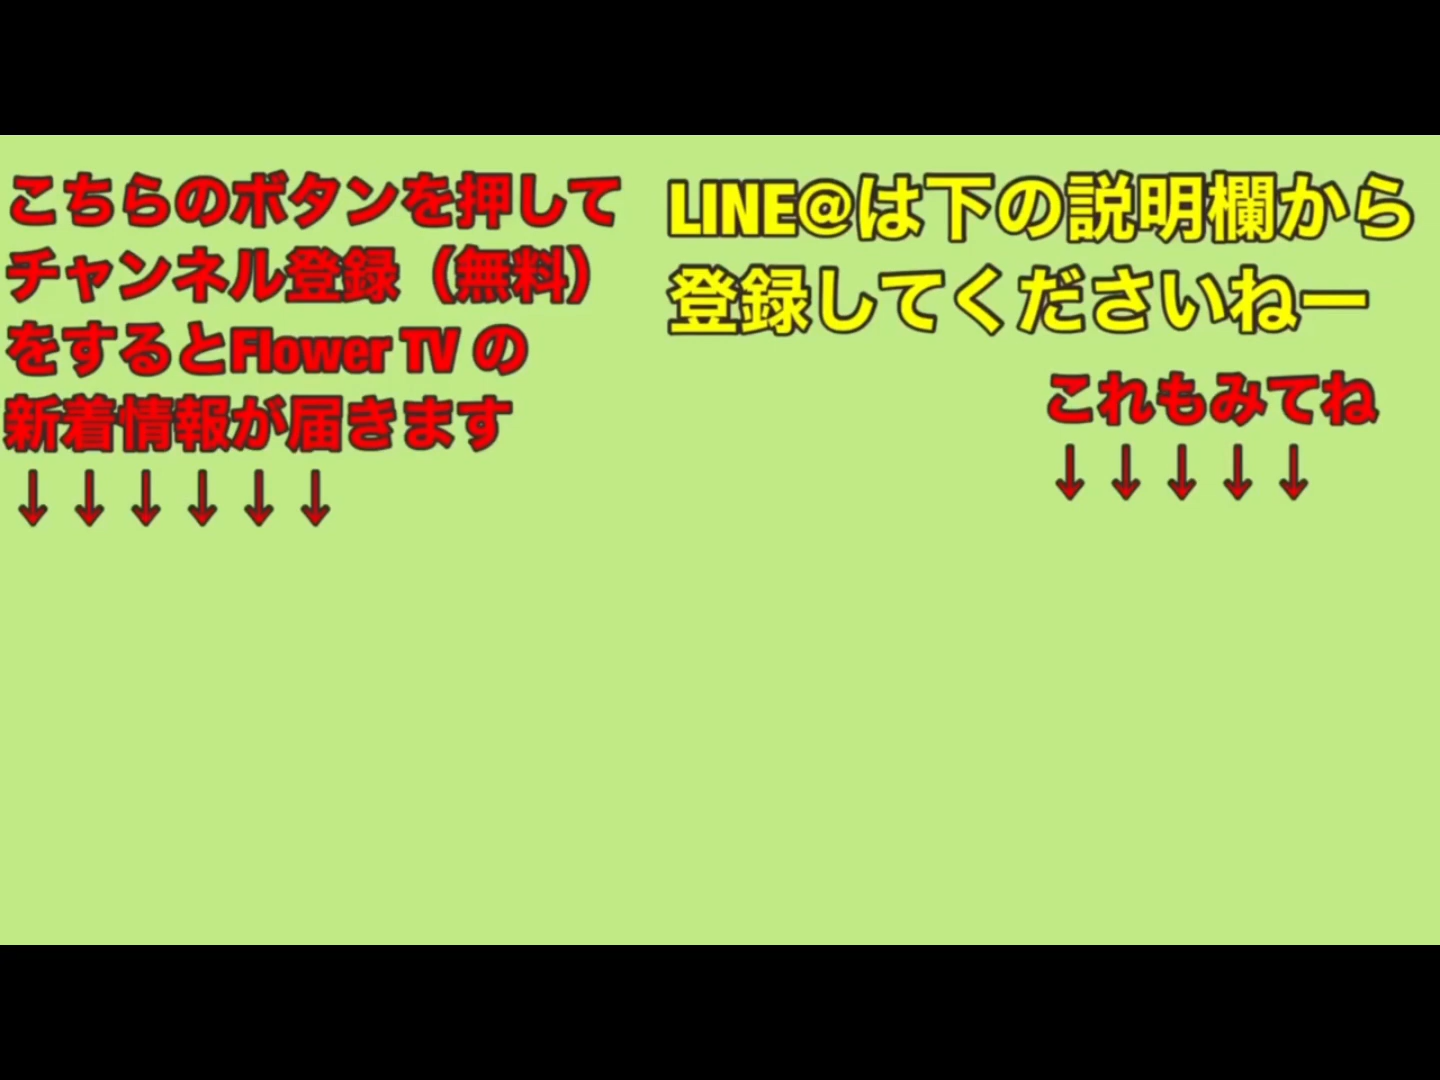 こちらのボタンを押して
チャンネル登録（無料）
をするとFlower TV の
新着情報が届きます
↓↓↓↓↓↓
LINE@は下の説明欄から
登録してくださいねー
これもみてね
↓↓↓↓↓